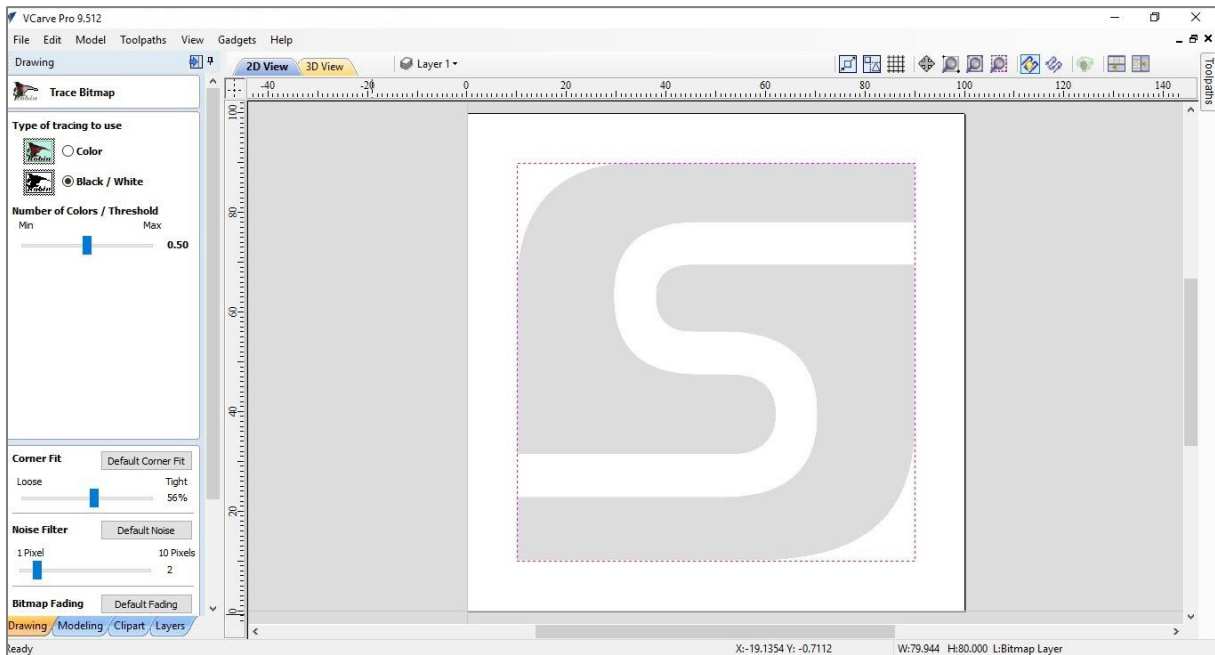 VCarve Pro 9.512
File Edit Model Toolpaths View Gadgets Help
Drawing
2D View 3D View Layer 1
Toolpaths
Trace Bitmap
-40 -20 0 20 40 60 80 100 120 140
100
80
60
40
20
0
Type of tracing to use
Color
Black / White
Number of Colors / Threshold
Min Max
0.50
Corner Fit Default Corner Fit
Loose Tight
56%
Noise Filter Default Noise
1 Pixel 10 Pixels
2
Bitmap Fading Default Fading
Drawing Modeling Clipart Layers
Ready X:-19.1354 Y: -0.7112 W:79.944 H:80.000 L:Bitmap Layer